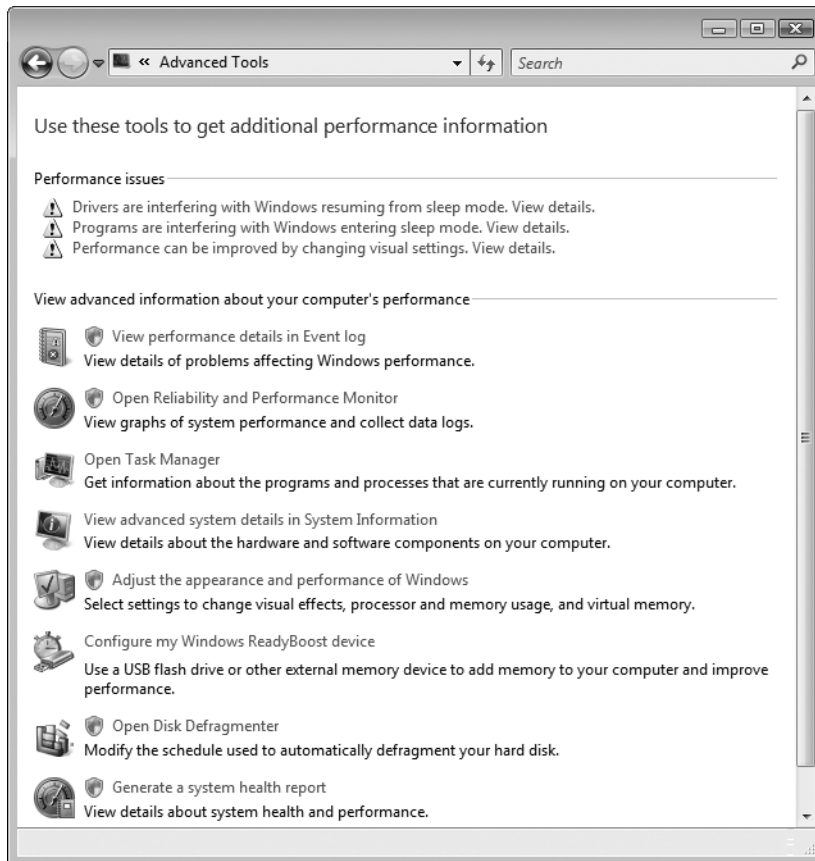 « Advanced Tools
Search
Use these tools to get additional performance information
Performance issues
Drivers are interfering with Windows resuming from sleep mode. View details.
Programs are interfering with Windows entering sleep mode. View details.
Performance can be improved by changing visual settings. View details.
View advanced information about your computer's performance
View performance details in Event log
View details of problems affecting Windows performance.
Open Reliability and Performance Monitor
View graphs of system performance and collect data logs.
Open Task Manager
Get information about the programs and processes that are currently running on your computer.
View advanced system details in System Information
View details about the hardware and software components on your computer.
Adjust the appearance and performance of Windows
Select settings to change visual effects, processor and memory usage, and virtual memory.
Configure my Windows ReadyBoost device
Use a USB flash drive or other external memory device to add memory to your computer and improve
performance.
Open Disk Defragmenter
Modify the schedule used to automatically defragment your hard disk.
Generate a system health report
View details about system health and performance.